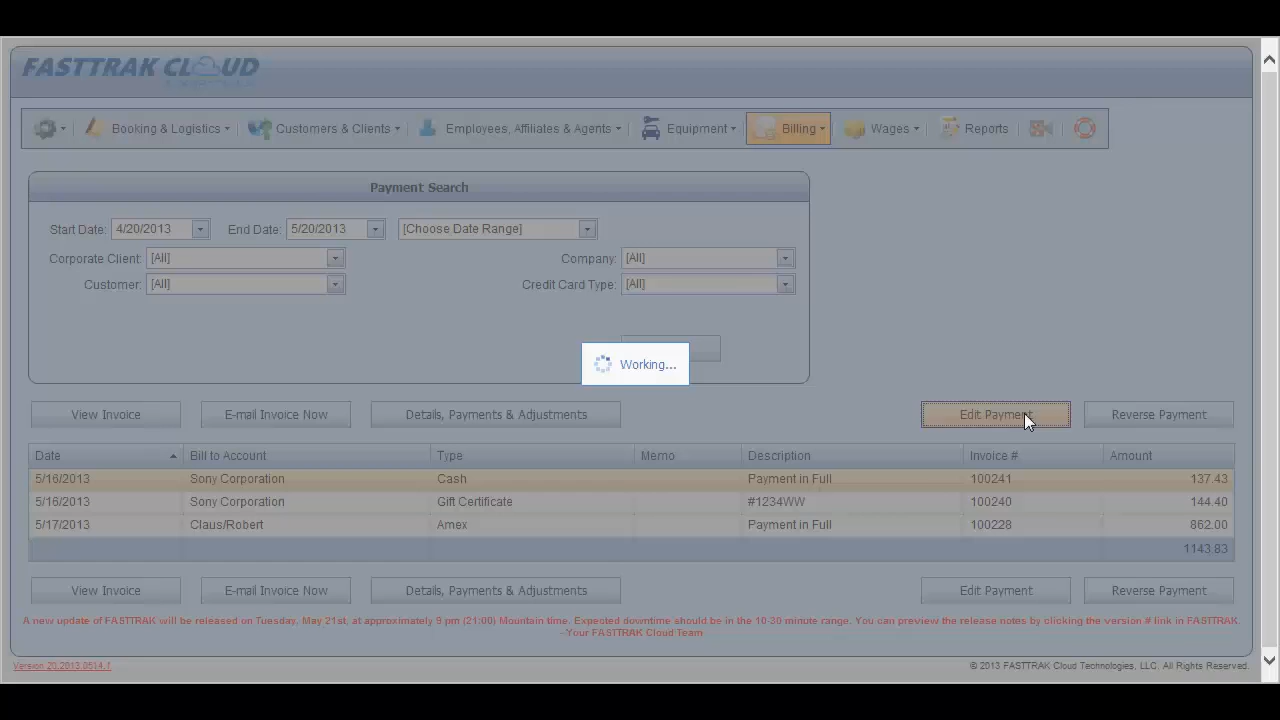 FASTTRAK CLOUD
Booking & Logistics Customers & Clients Employees, Affiliates & Agents Equipment Billing Wages Reports
Payment Search
Start Date: 4/20/2013 End Date: 5/20/2013 [Choose Date Range]
Corporate Client: [All] Company: [All]
Customer: [All] Credit Card Type: [All]
Working...
View Invoice E-mail Invoice Now Details, Payments & Adjustments Edit Payment Reverse Payment
Date Bill to Account Type Memo Description Invoice # Amount
5/16/2013 Sony Corporation Cash Payment in Full 100241 137.43
5/16/2013 Sony Corporation Gift Certificate #1234WW 100240 144.40
5/17/2013 Claus/Robert Amex Payment in Full 100228 862.00
1143.83
View Invoice E-mail Invoice Now Details, Payments & Adjustments Edit Payment Reverse Payment
A new update of FASTTRAK will be released on Tuesday, May 21st, at approximately 9 pm (21:00) Mountain time. Expected downtime should be in the 10-30 minute range. You can preview the release notes by clicking the version # link in FASTTRAK.
--Your FASTTRAK Cloud Team
Version 20.2013.0514.1 © 2013 FASTTRAK Cloud Technologies, LLC, All Rights Reserved.